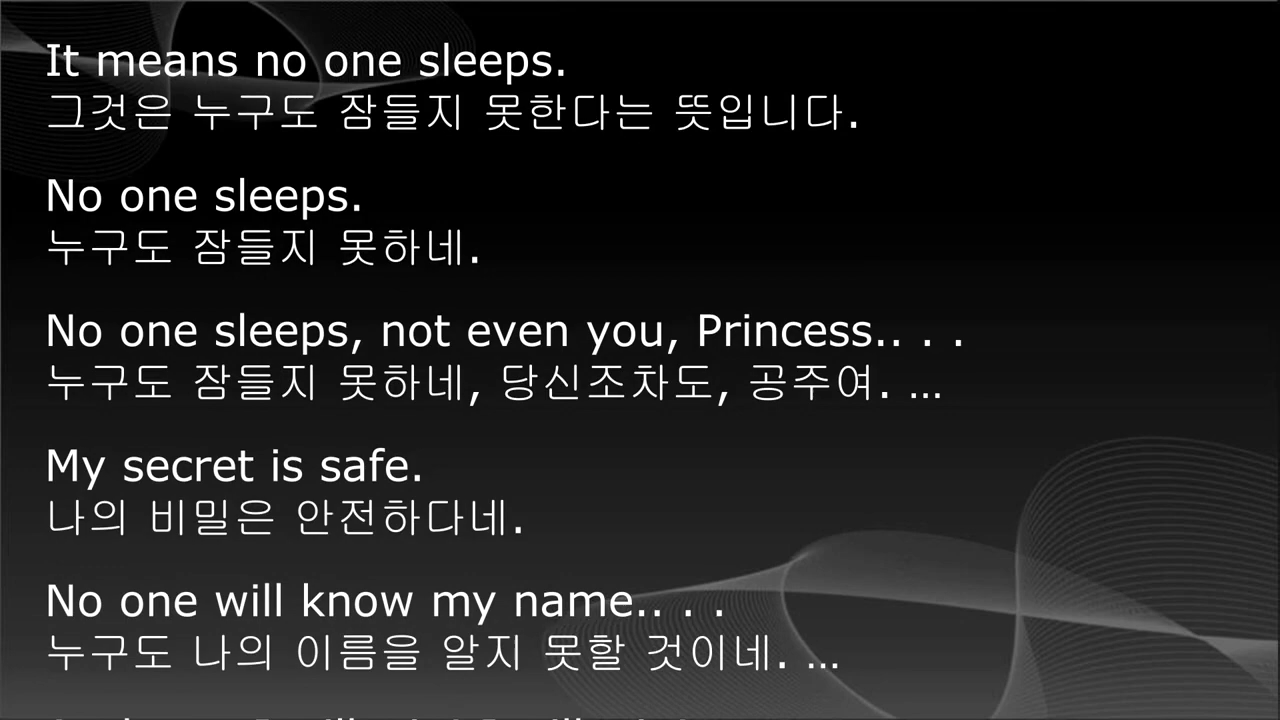 It means no one sleeps.
그것은 누구도 잠들지 못한다는 뜻입니다.
No one sleeps.
누구도 잠들지 못하네.
No one sleeps, not even you, Princess.. . .
누구도 잠들지 못하네, 당신조차도, 공주여. ...
My secret is safe.
나의 비밀은 안전하다네.
No one will know my name.. . .
누구도 나의 이름을 알지 못할 것이네. ...